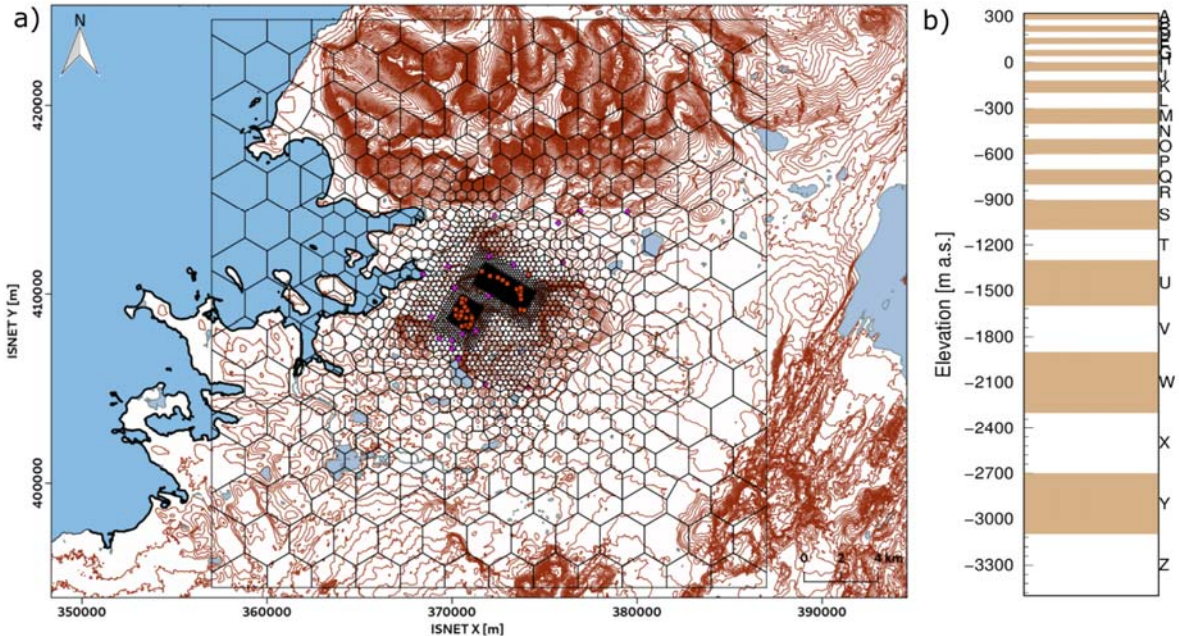 a)
N
420000
410000
400000
ISNET Y [m]
350000
360000
370000
380000
390000
ISNET X [m]
0 2 4 km
b)
300
0
−300
−600
−900
−1200
−1500
−1800
−2100
−2400
−2700
−3000
−3300
Elevation [m a.s.]
A
B
G
H
J
K
L
M
N
O
P
Q
R
S
T
U
V
W
X
Y
Z